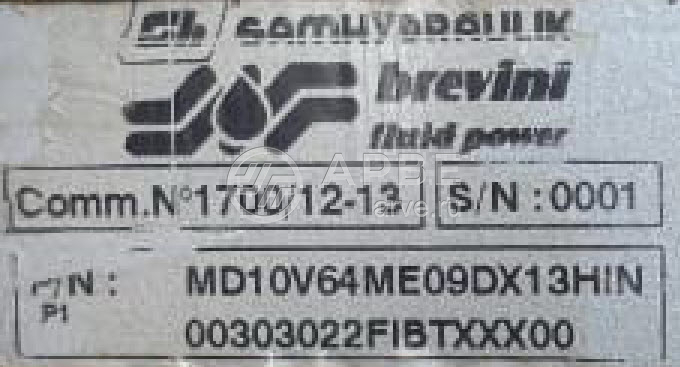 SAMHYDRAULIK
brevini
fluid power
Comm.N°1700/12-13 S/N :0001
P/N : MD10V64ME09DX13HIN
P1 00303022FIBTXXX00